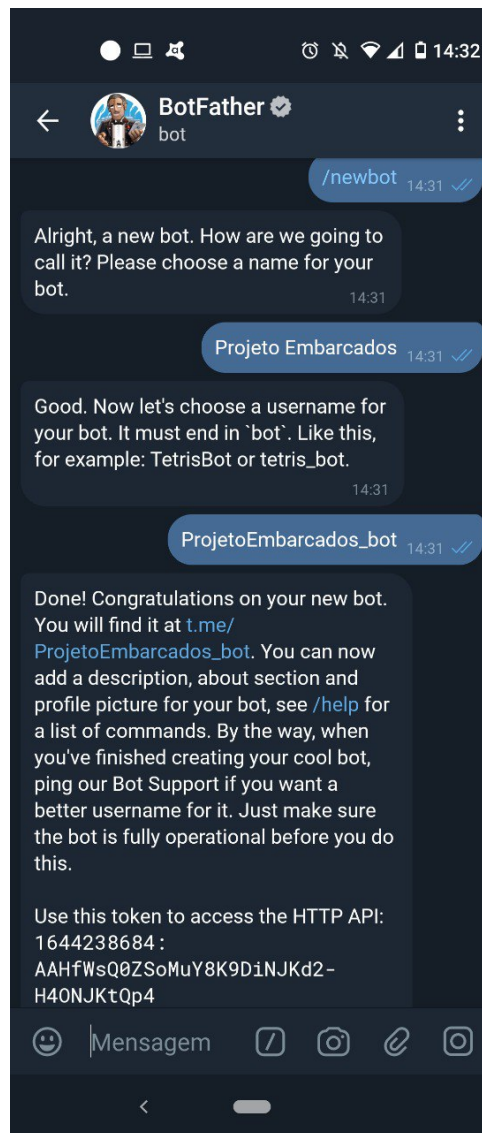 14:32
BotFather
bot
/newbot 14:31
Alright, a new bot. How are we going to
call it? Please choose a name for your
bot.
14:31
Projeto Embarcados 14:31
Good. Now let's choose a username for
your bot. It must end in `bot`. Like this,
for example: TetrisBot or tetris_bot.
14:31
ProjetoEmbarcados_bot 14:31
Done! Congratulations on your new bot.
You will find it at t.me/
ProjetoEmbarcados_bot. You can now
add a description, about section and
profile picture for your bot, see /help for
a list of commands. By the way, when
you've finished creating your cool bot,
ping our Bot Support if you want a
better username for it. Just make sure
the bot is fully operational before you do
this.
Use this token to access the HTTP API:
1644238684:
AAHfWsQ0ZSoMuY8K9DiNJKd2-
H4ONJKtQp4
Mensagem